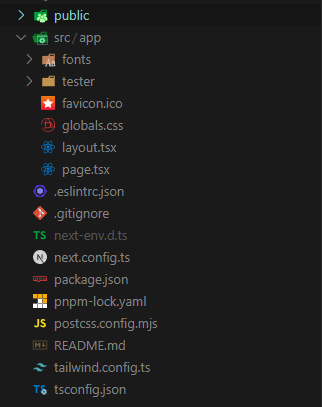 public
src/app
fonts
tester
favicon.ico
globals.css
layout.tsx
page.tsx
.eslintrc.json
.gitignore
TS next-env.d.ts
N next.config.ts
package.json
pnpm-lock.yaml
JS postcss.config.mjs
README.md
tailwind.config.ts
TS tsconfig.json